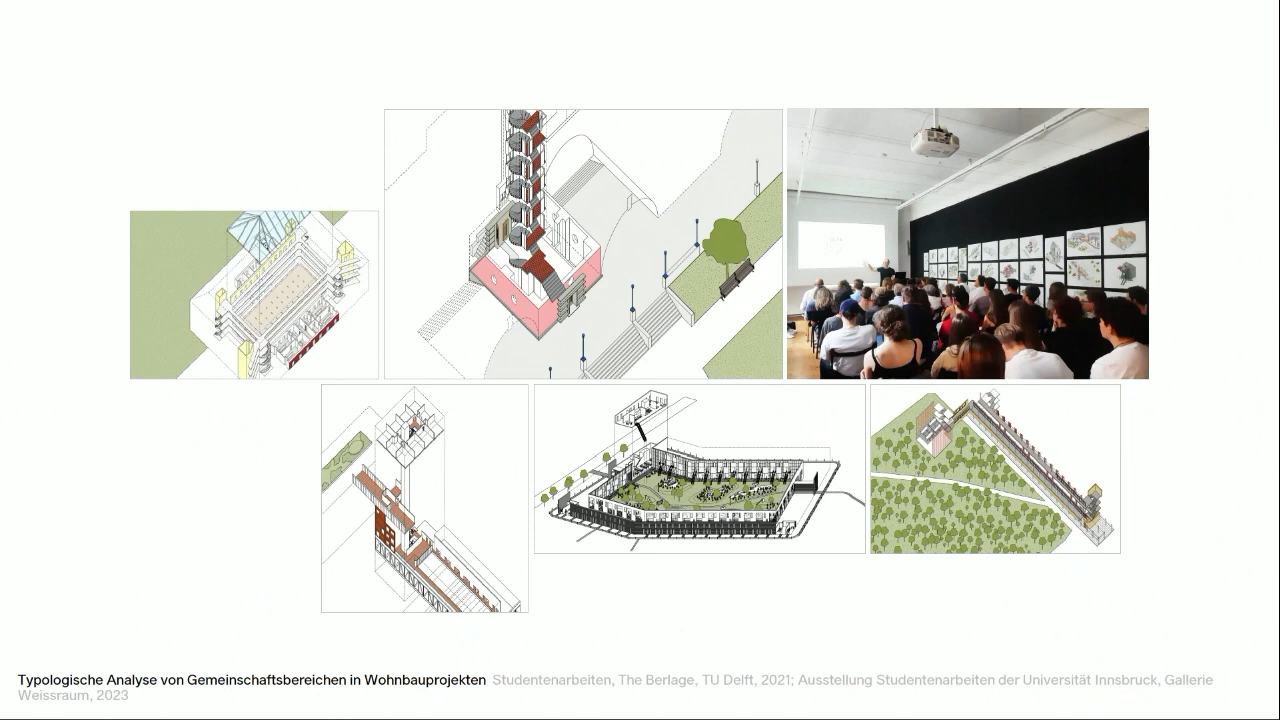 Typologische Analyse von Gemeinschaftsbereichen in Wohnbauprojekten Studentenarbeiten, The Berlage, TU Delft, 2021; Ausstellung Studentenarbeiten der Universität Innsbruck, Gallerie
Weissraum, 2023